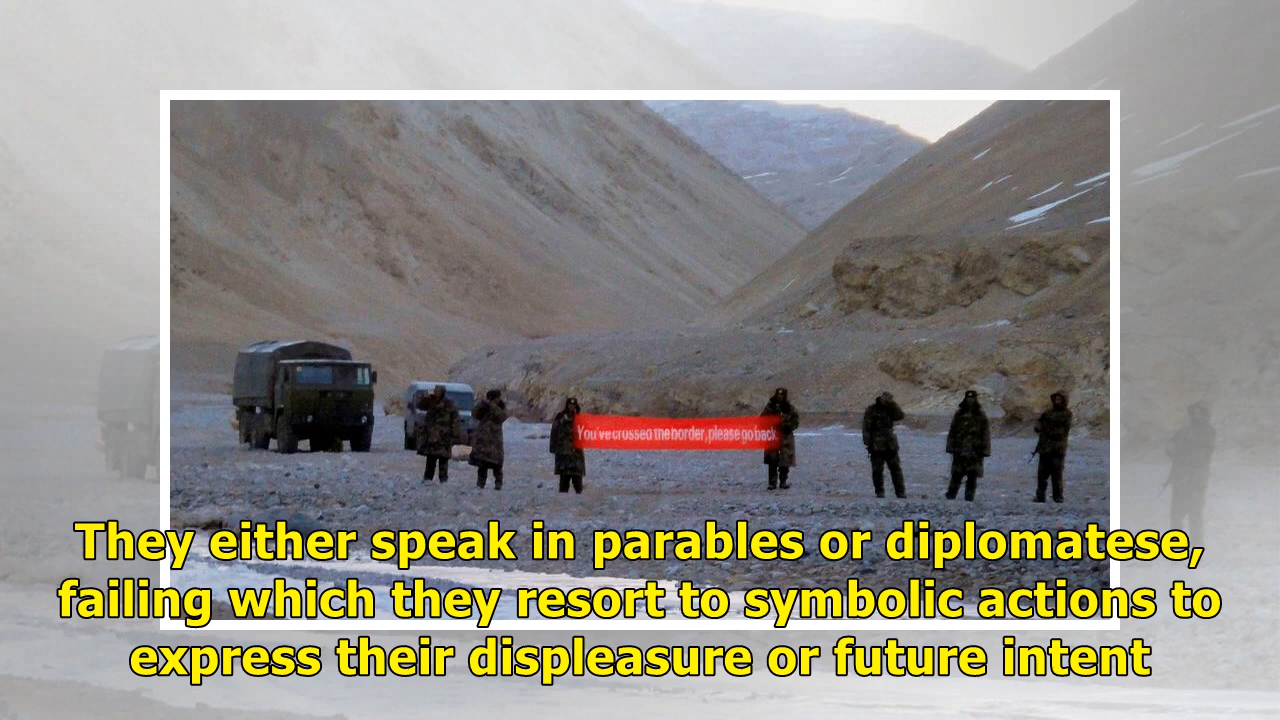 You've crossed the border, please go back
They either speak in parables or diplomatese,
failing which they resort to symbolic actions to
express their displeasure or future intent